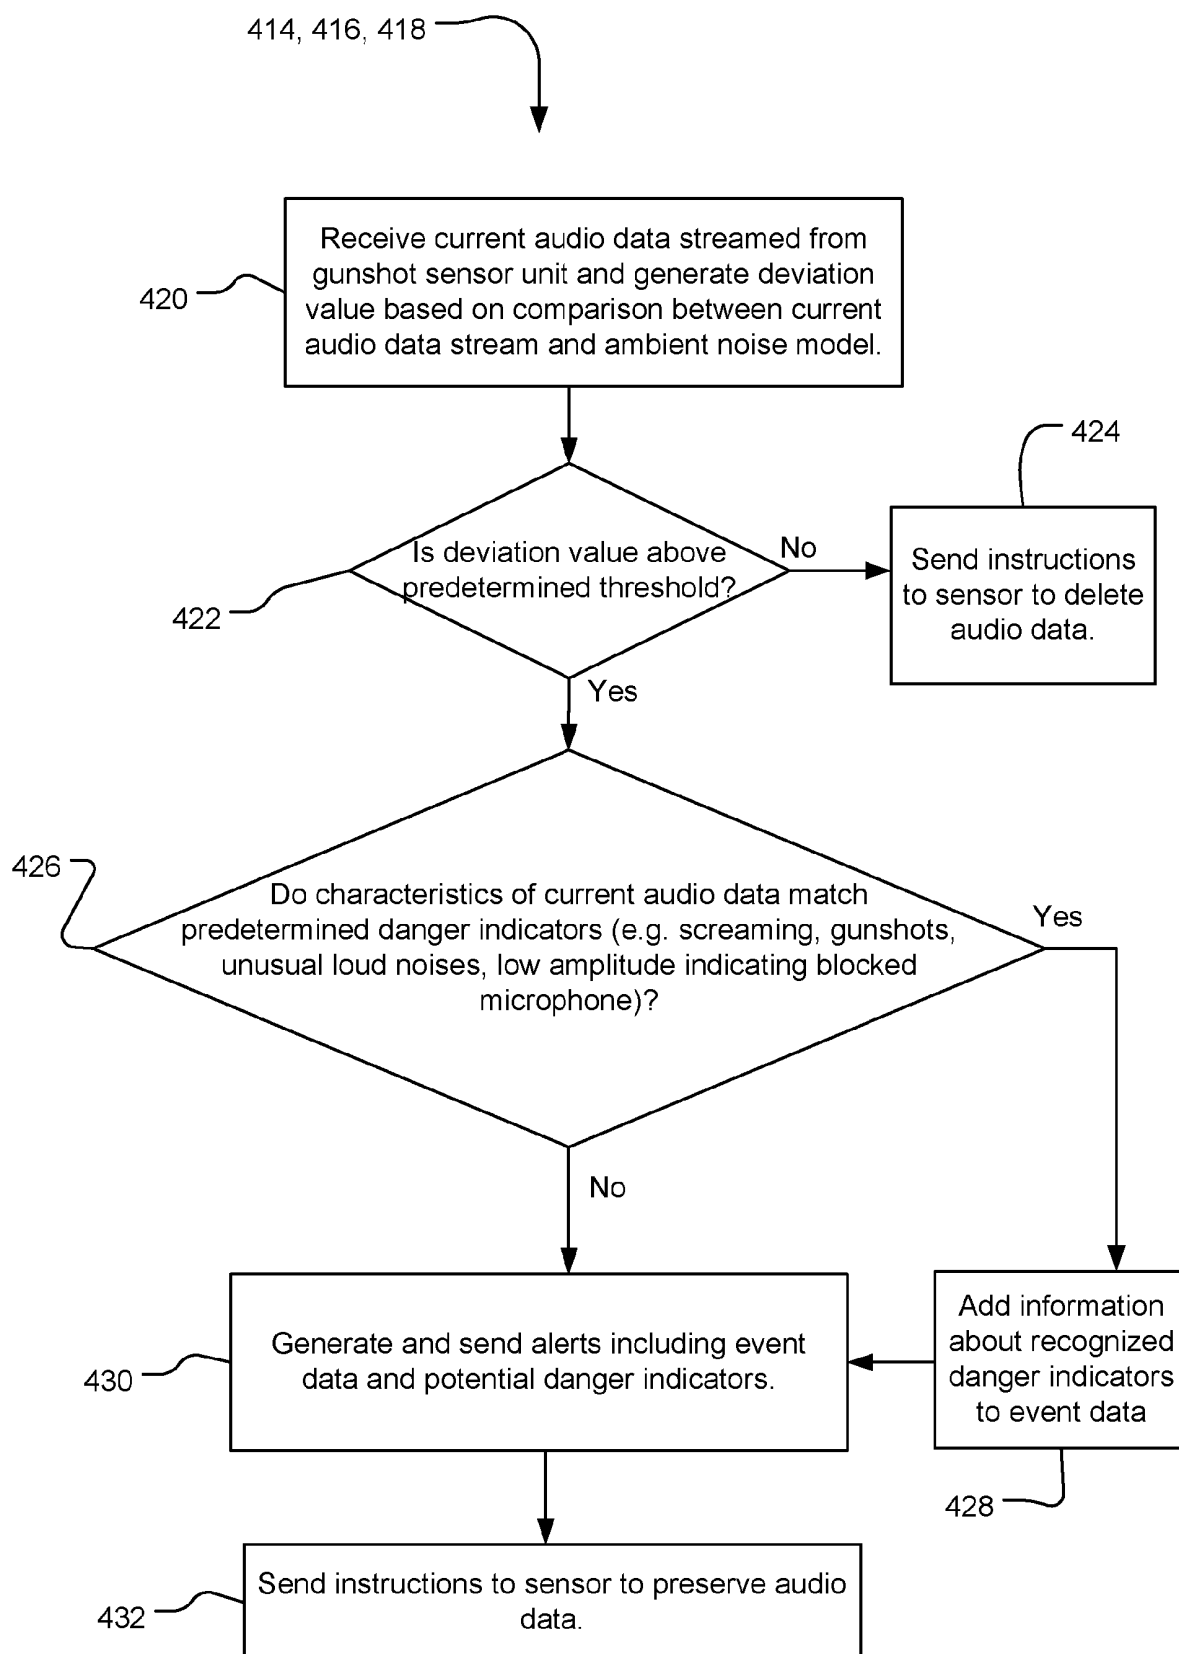 414, 416, 418
Receive current audio data streamed from
gunshot sensor unit and generate deviation
value based on comparison between current
audio data stream and ambient noise model.
420
424
Is deviation value above
predetermined threshold?
No
Send instructions
to sensor to delete
audio data.
422
Yes
426
Do characteristics of current audio data match
predetermined danger indicators (e.g. screaming, gunshots,
unusual loud noises, low amplitude indicating blocked
microphone)?
Yes
No
Generate and send alerts including event
data and potential danger indicators.
430
Add information
about recognized
danger indicators
to event data
428
Send instructions to sensor to preserve audio
data.
432